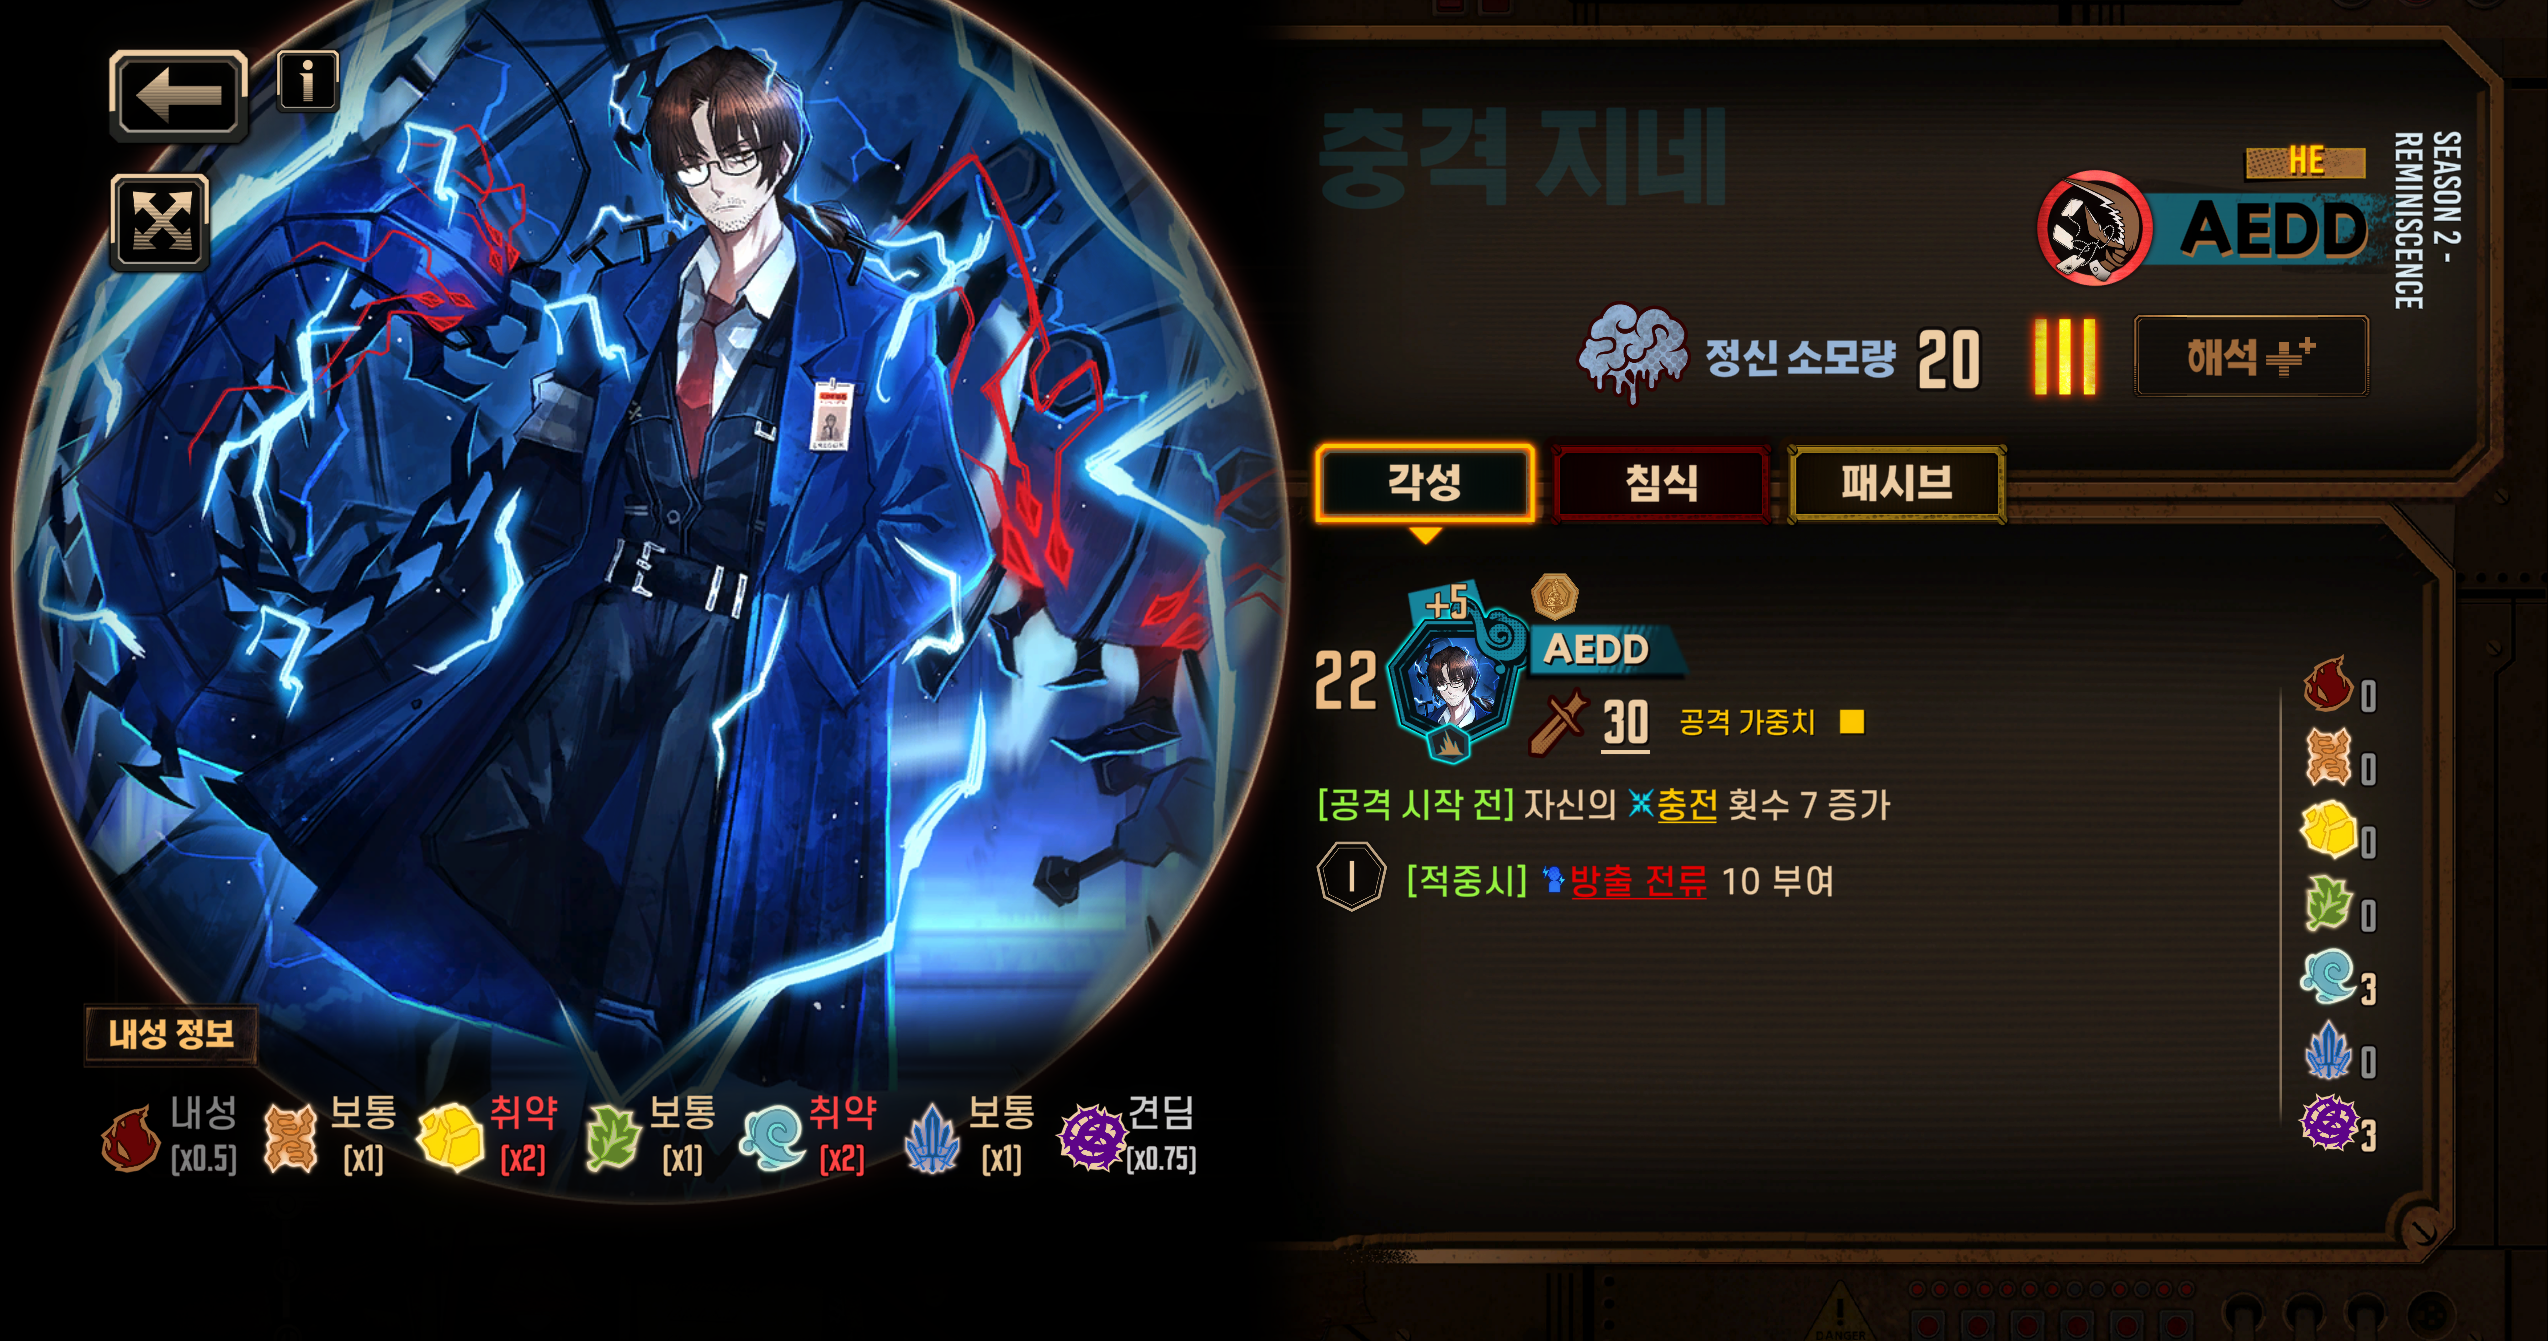 충격 지네
HE
AEDD
SEASON 2 -
REMINISCENCE
정신 소모량 20
III
해석
각성
침식
패시브
+5
22
AEDD
30 공격 가중치
[공격 시작 전] 자신의 충전 횟수 7 증가
I [적중시] 방출 전류 10 부여
0
0
0
0
3
0
3
내성 정보
내성 보통 취약 보통 취약 보통 견딤
[x0.5] [x1] [x2] [x1] [x2] [x1] [x0.75]
DANGER